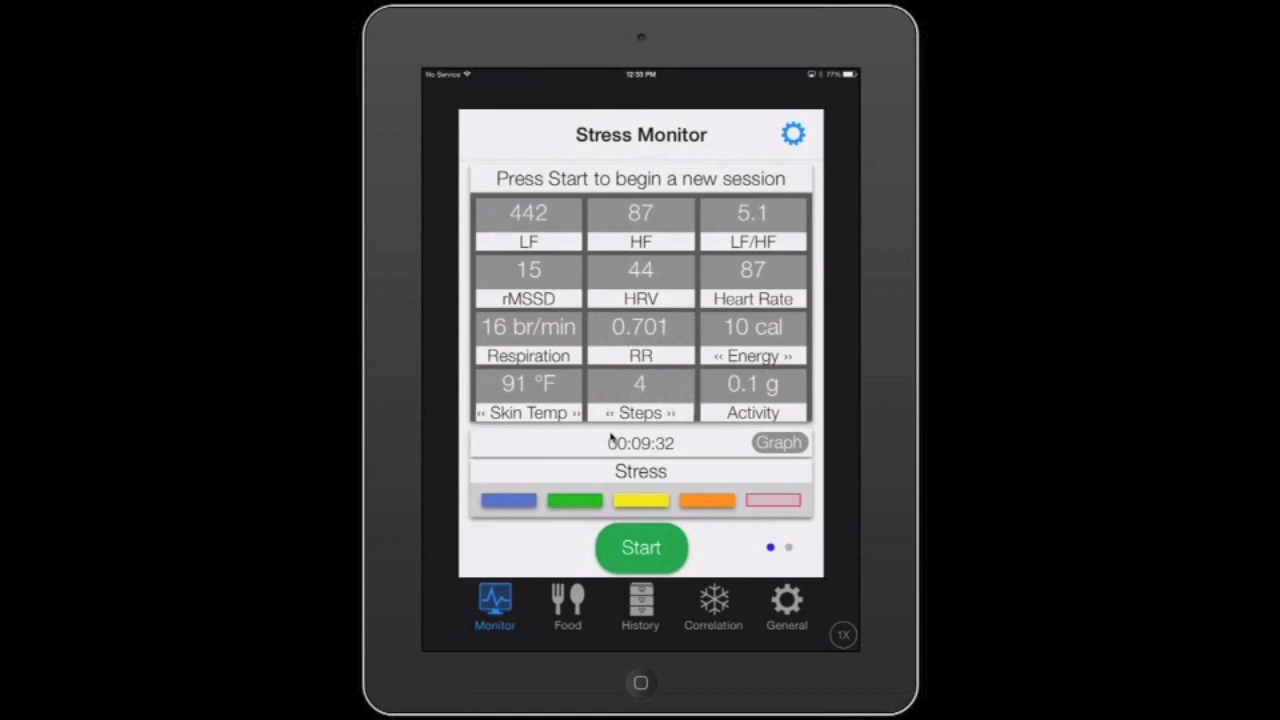 No Service 12:33 PM 77%
Stress Monitor
Press Start to begin a new session
442 87 5.1
LF HF LF/HF
15 44 87
rMSSD HRV Heart Rate
16 br/min 0.701 10 cal
Respiration RR ‹‹ Energy ››
91 °F 4 0.1 g
‹‹ Skin Temp ›› ‹‹ Steps ›› Activity
00:09:32 Graph
Stress
Start
Monitor Food History Correlation General
1X